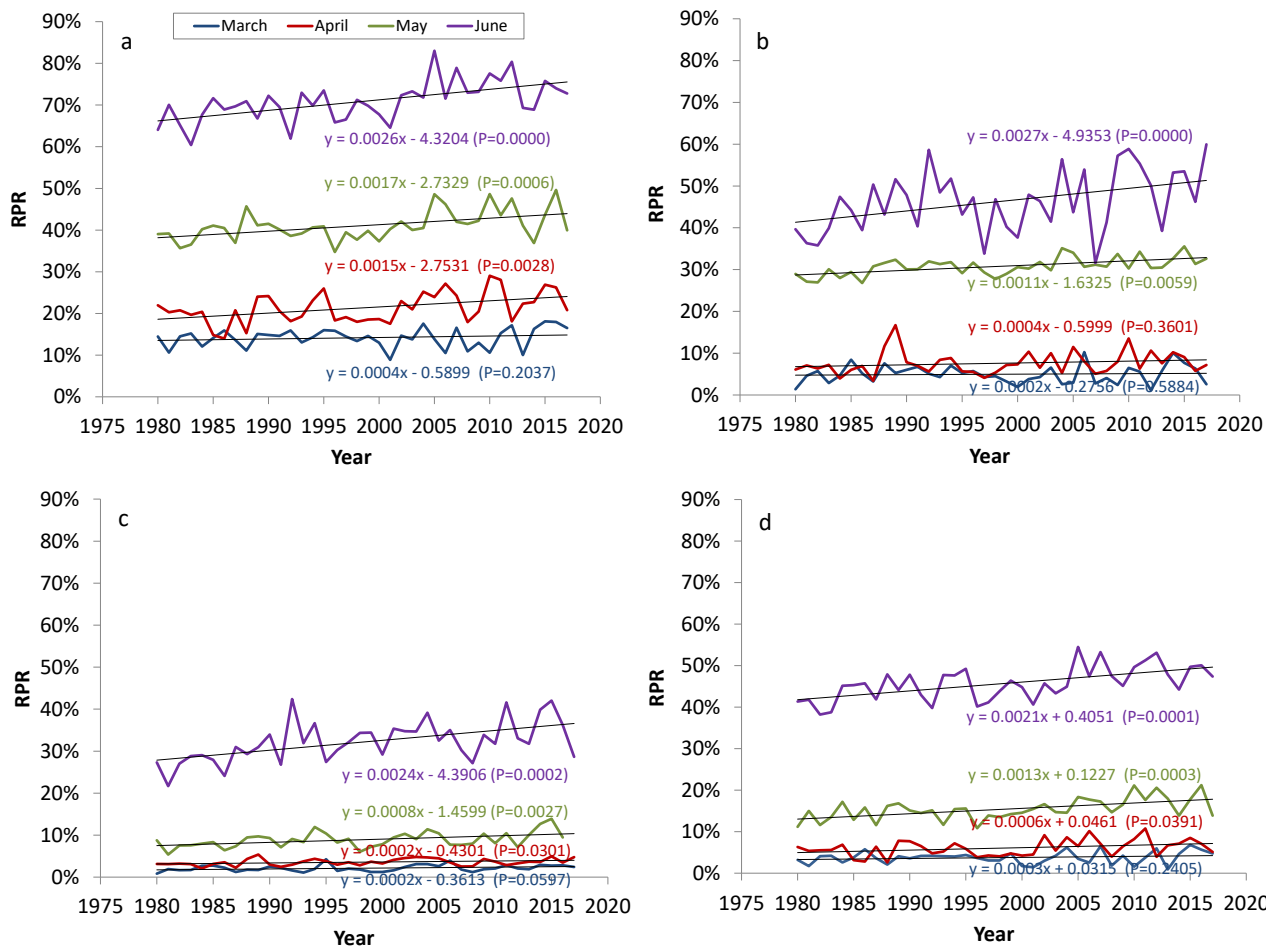 March April May June
a
90%
80%
70%
60%
50%
40%
30%
20%
10%
0%
RPR
y = 0.0026x - 4.3204 (P=0.0000)
y = 0.0017x - 2.7329 (P=0.0006)
y = 0.0015x - 2.7531 (P=0.0028)
y = 0.0004x - 0.5899 (P=0.2037)
1975 1980 1985 1990 1995 2000 2005 2010 2015 2020
Year
b
90%
80%
70%
60%
50%
40%
30%
20%
10%
0%
RPR
y = 0.0027x - 4.9353 (P=0.0000)
y = 0.0011x - 1.6325 (P=0.0059)
y = 0.0004x - 0.5999 (P=0.3601)
y = 0.0002x - 0.2756 (P=0.5884)
1975 1980 1985 1990 1995 2000 2005 2010 2015 2020
Year
c
90%
80%
70%
60%
50%
40%
30%
20%
10%
0%
RPR
y = 0.0024x - 4.3906 (P=0.0002)
y = 0.0008x - 1.4599 (P=0.0027)
y = 0.0002x - 0.4301 (P=0.0301)
y = 0.0002x - 0.3613 (P=0.0597)
1975 1980 1985 1990 1995 2000 2005 2010 2015 2020
Year
d
90%
80%
70%
60%
50%
40%
30%
20%
10%
0%
RPR
y = 0.0021x + 0.4051 (P=0.0001)
y = 0.0013x + 0.1227 (P=0.0003)
y = 0.0006x + 0.0461 (P=0.0391)
y = 0.0003x + 0.0315 (P=0.2405)
1975 1980 1985 1990 1995 2000 2005 2010 2015 2020
Year